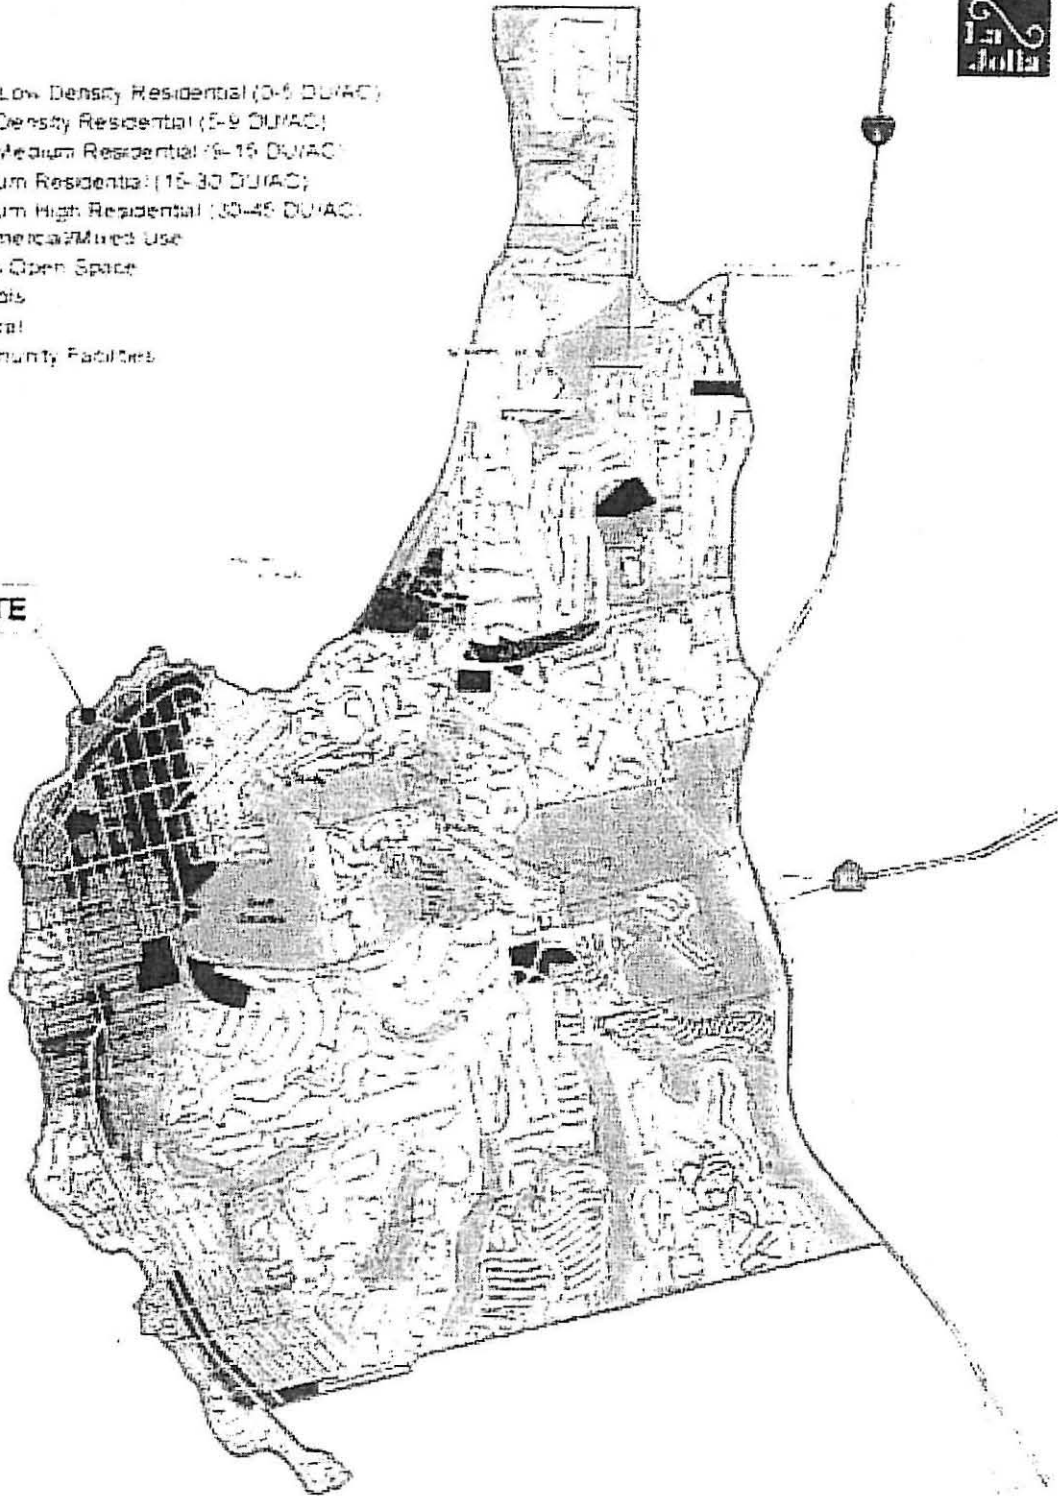 La
Jolla
Low Density Residential (0-5 DU/AC)
Density Residential (5-9 DU/AC)
Medium Residential (9-15 DU/AC)
um Residential (15-30 DU/AC)
um High Residential (30-45 DU/AC)
mercial/Mixed Use
Open Space
ols
ral
munity Facilities
TE